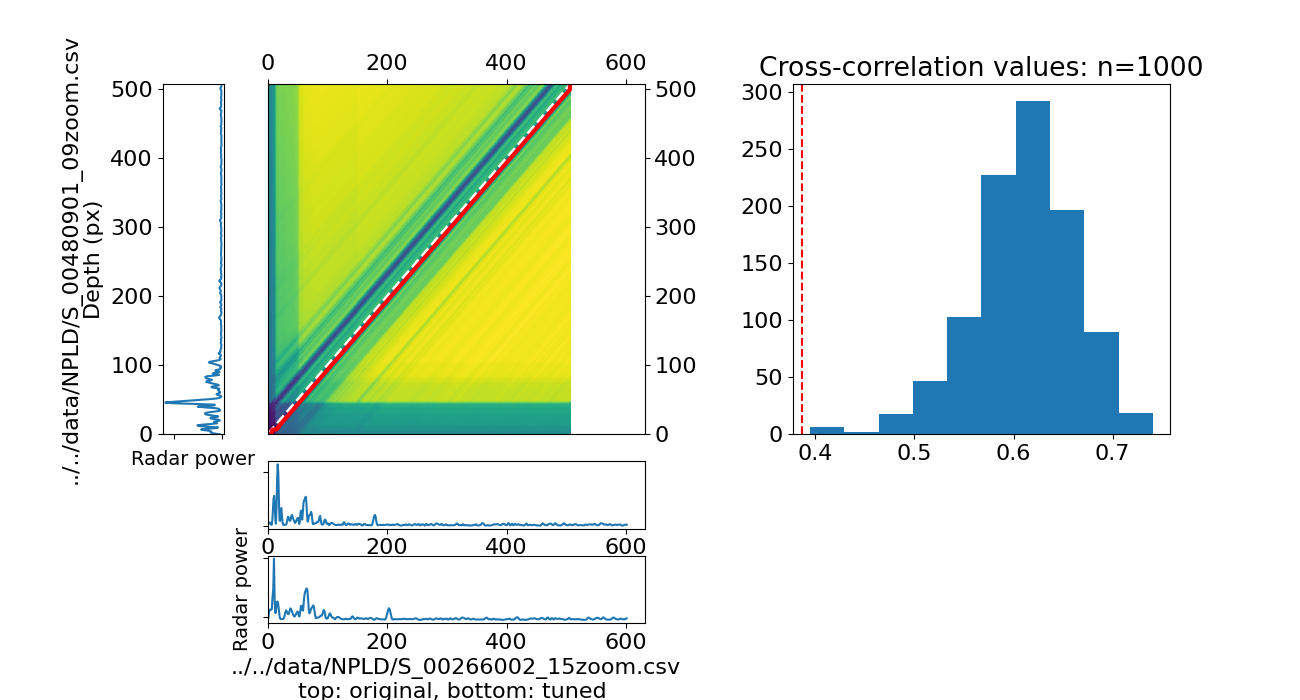 Cross-correlation values: n=1000
0 200 400 600
../../data/NPLD/S_00480901_09zoom.csv
Depth (px)
500
400
300
200
100
0
Radar power
500
400
300
200
100
0
300
250
200
150
100
50
0
0.4 0.5 0.6 0.7
0 200 400 600
Radar power
0 200 400 600
../../data/NPLD/S_00266002_15zoom.csv
top: original, bottom: tuned